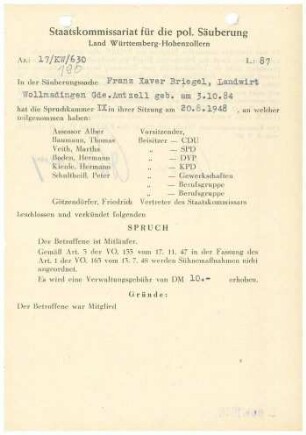 Staatskommissariat für die pol. Säuberung
Land Württemberg-Hohenzollern
Az.: 17/XW/630
L.: 87
In der Säuberungssache Franz Xaver Briegel, Landwirt
Wollmadingen Gde.Amtzell geb. am 3.10.84
hat die Spruchkammer IX in ihrer Sitzung am 20.8.1948, an welcher
teilgenommen haben:
Assessor Alber Vorsitzender,
Baumann, Thomas Beisitzer — CDU
Veith, Martha „ — SPD
Boden, Hermann „ — DVP
Kienle, Hermann „ — KPD
Schultheiß, Peter „ — Gewerkschaften
„ — Berufsgruppe
„ — Berufsgruppe
Götzendörfer, Friedrich Vertreter des Staatskommissars
beschlossen und verkündet folgenden
SPRUCH
Der Betroffene ist Mitläufer.
Gemäß Art. 3 der VO. 133 vom 17. 11. 47 in der Fassung des
Art. 1 der VO. 165 vom 13. 7. 48 werden Sühnemaßnahmen nicht
angeordnet.
Es wird eine Verwaltungsgebühr von DM 10.- erhoben.
Gründe:
Der Betroffene war Mitglied